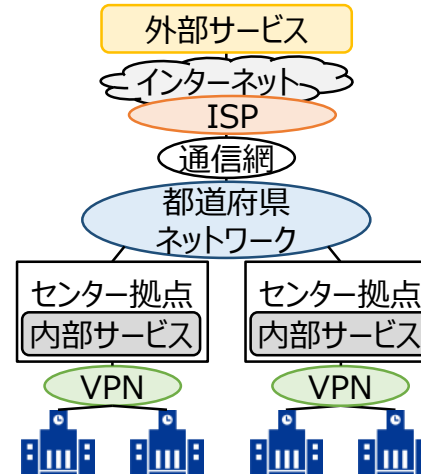 外部サービス
インターネット
ISP
通信網
都道府県
ネットワーク
センター拠点
内部サービス
VPN
センター拠点
内部サービス
VPN